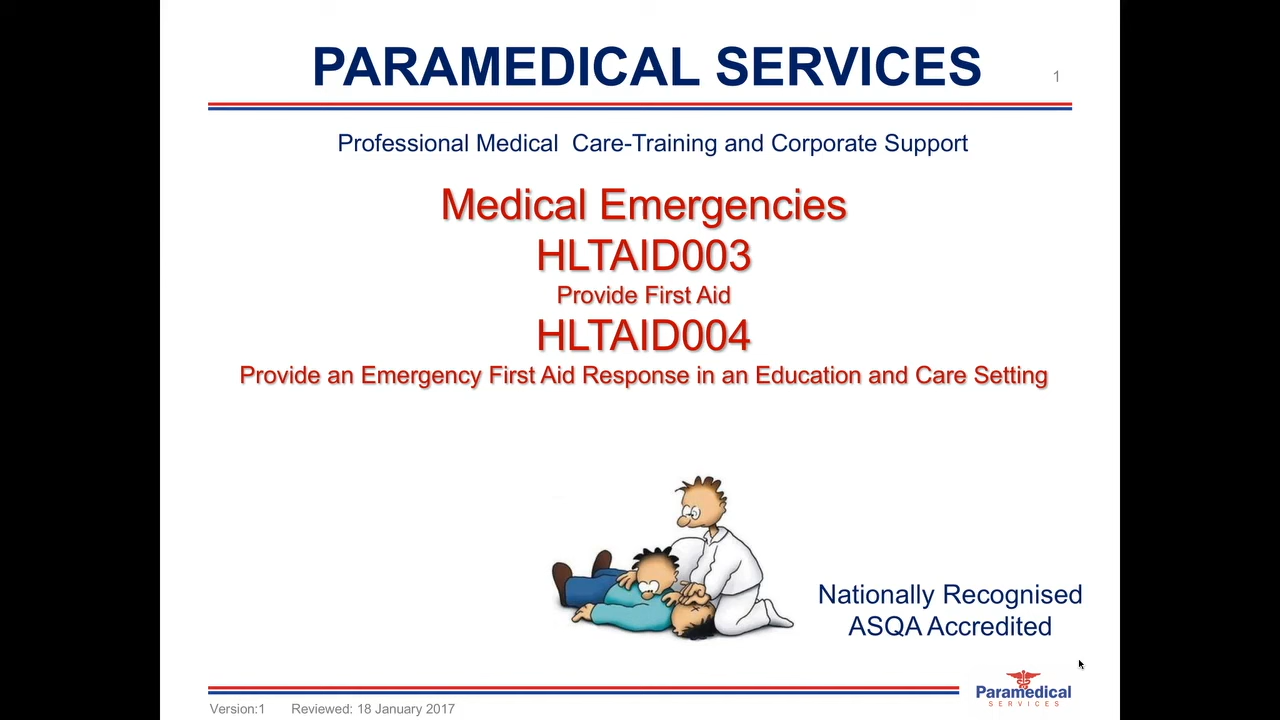 PARAMEDICAL SERVICES
1
Professional Medical Care-Training and Corporate Support
Medical Emergencies
HLTAID003
Provide First Aid
HLTAID004
Provide an Emergency First Aid Response in an Education and Care Setting
Nationally Recognised
ASQA Accredited
Paramedical
SERVICES
Version:1 Reviewed: 18 January 2017